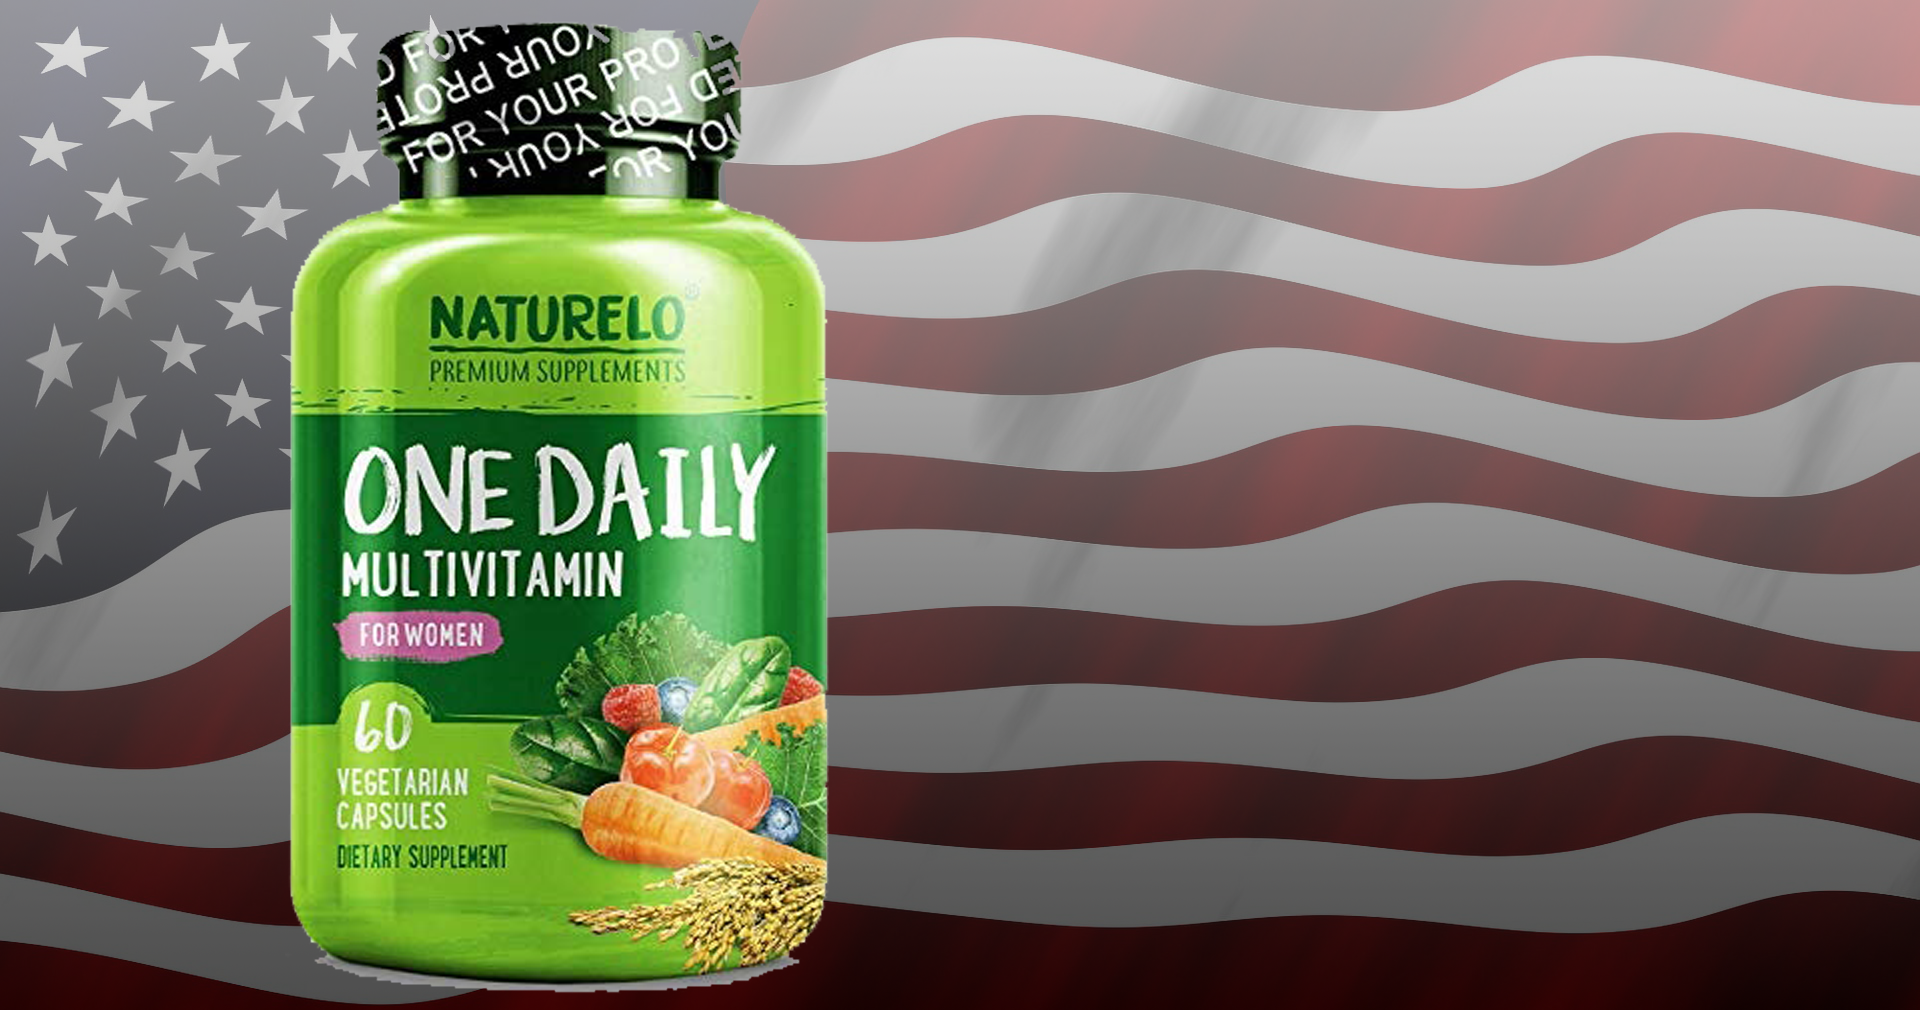 FOR YOUR PRO
NATURELO®
PREMIUM SUPPLEMENTS
ONE DAILY
MULTIVITAMIN
FOR WOMEN
60
VEGETARIAN
CAPSULES
DIETARY SUPPLEMENT